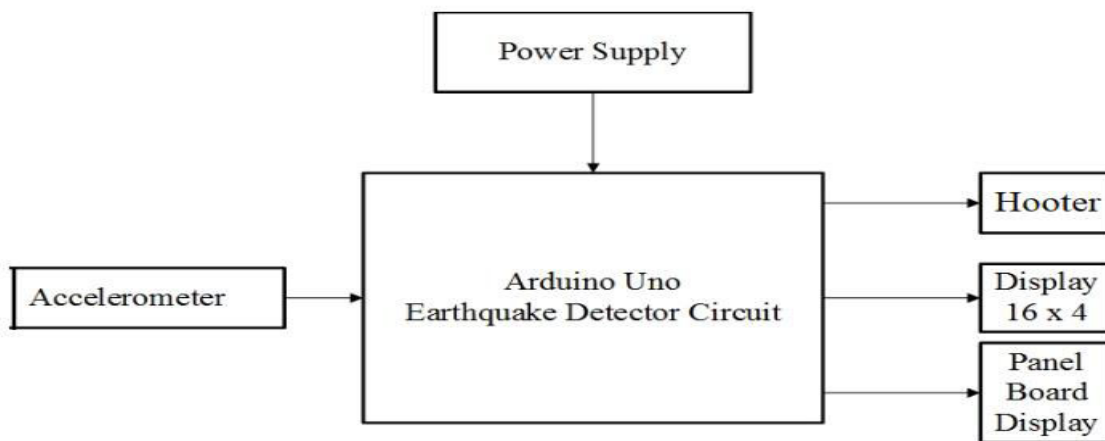 Power Supply
Hooter
Accelerometer
Arduino Uno
Earthquake Detector Circuit
Display
16 x 4
Panel
Board
Display